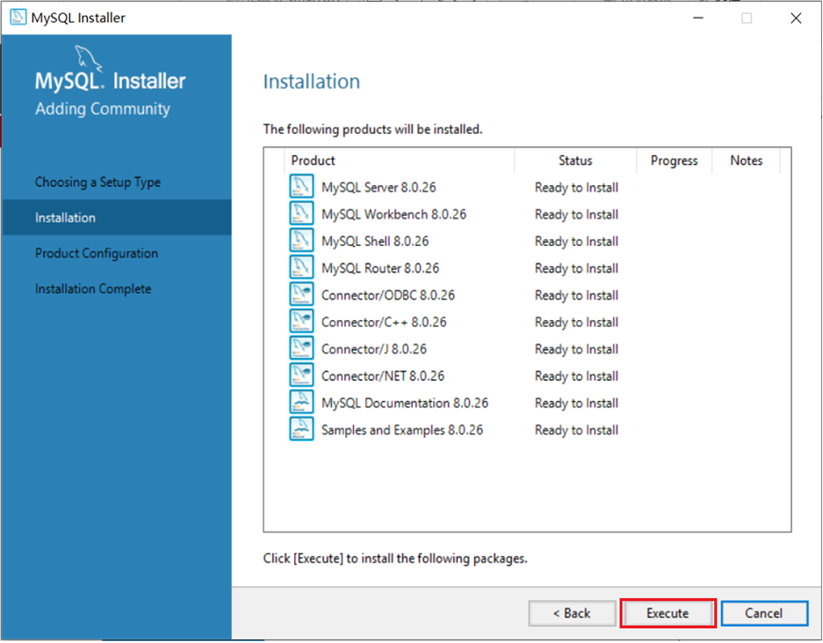 MySQL Installer
MySQL. Installer
Adding Community
Choosing a Setup Type
Installation
Product Configuration
Installation Complete
Installation
The following products will be installed.
Product Status Progress Notes
MySQL Server 8.0.26 Ready to Install
MySQL Workbench 8.0.26 Ready to Install
MySQL Shell 8.0.26 Ready to Install
MySQL Router 8.0.26 Ready to Install
Connector/ODBC 8.0.26 Ready to Install
Connector/C++ 8.0.26 Ready to Install
Connector/J 8.0.26 Ready to Install
Connector/NET 8.0.26 Ready to Install
MySQL Documentation 8.0.26 Ready to Install
Samples and Examples 8.0.26 Ready to Install
Click [Execute] to install the following packages.
< Back Execute Cancel